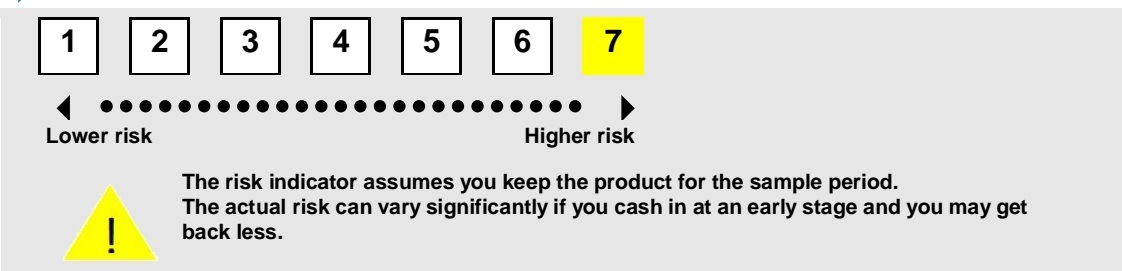 1 2 3 4 5 6 7
Lower risk Higher risk
The risk indicator assumes you keep the product for the sample period.
The actual risk can vary significantly if you cash in at an early stage and you may get
back less.
!